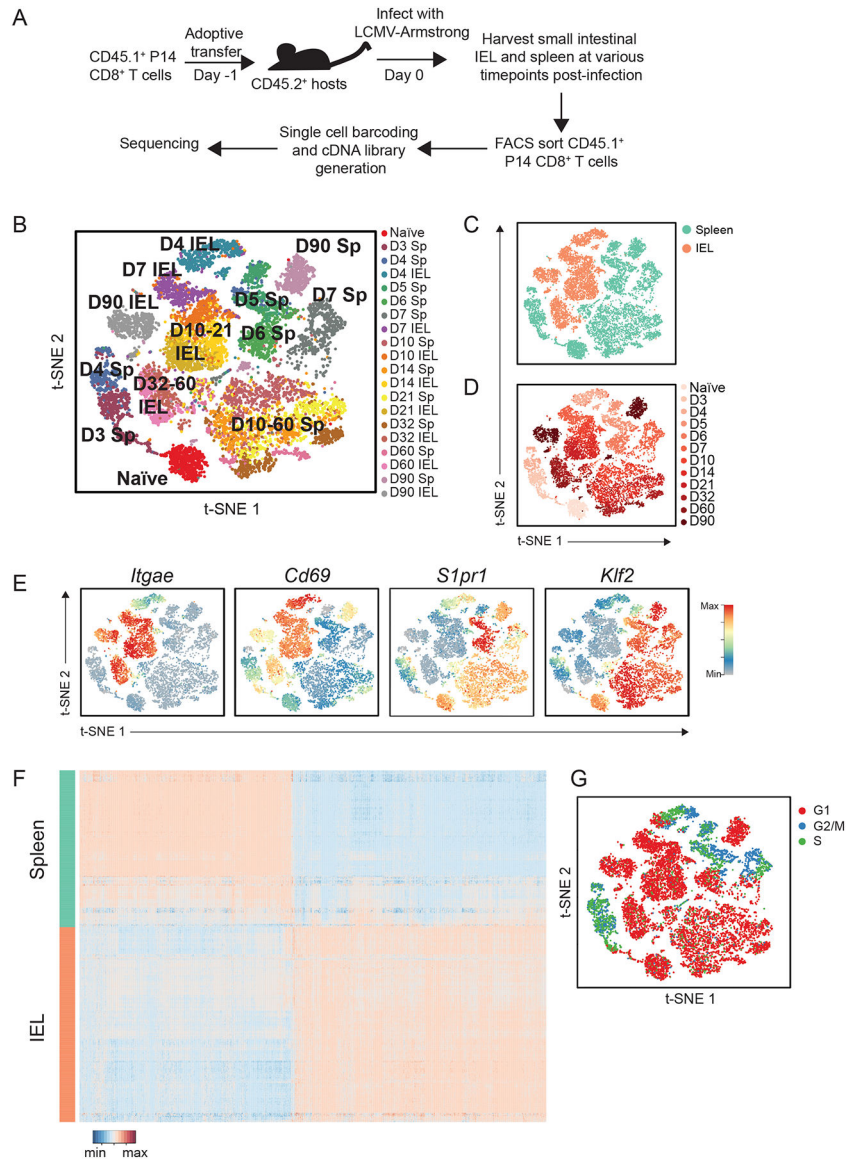 A
CD45.1⁺ P14
CD8⁺ T cells
Adoptive
transfer
Day -1
CD45.2⁺ hosts
Infect with
LCMV-Armstrong
Day 0
Harvest small intestinal
IEL and spleen at various
timepoints post-infection
FACS sort CD45.1⁺
P14 CD8⁺ T cells
Single cell barcoding
and cDNA library
generation
Sequencing
B
D4 IEL
D90 Sp
D7 IEL
D5 Sp
D7 Sp
D90 IEL
D10-21
IEL
D6 Sp
D4 Sp
D32-60
IEL
D10-60 Sp
D3 Sp
Naïve
t-SNE 2
t-SNE 1
Naïve
D3 Sp
D4 Sp
D4 IEL
D5 Sp
D6 Sp
D7 Sp
D7 IEL
D10 Sp
D10 IEL
D14 Sp
D14 IEL
D21 Sp
D21 IEL
D32 Sp
D32 IEL
D60 Sp
D60 IEL
D90 Sp
D90 IEL
C
Spleen
IEL
D
Naïve
D3
D4
D5
D6
D7
D10
D14
D21
D32
D60
D90
t-SNE 2
t-SNE 1
E
Itgae
Cd69
S1pr1
Klf2
Max
Min
t-SNE 2
t-SNE 1
F
Spleen
IEL
min max
G
G1
G2/M
S
t-SNE 2
t-SNE 1